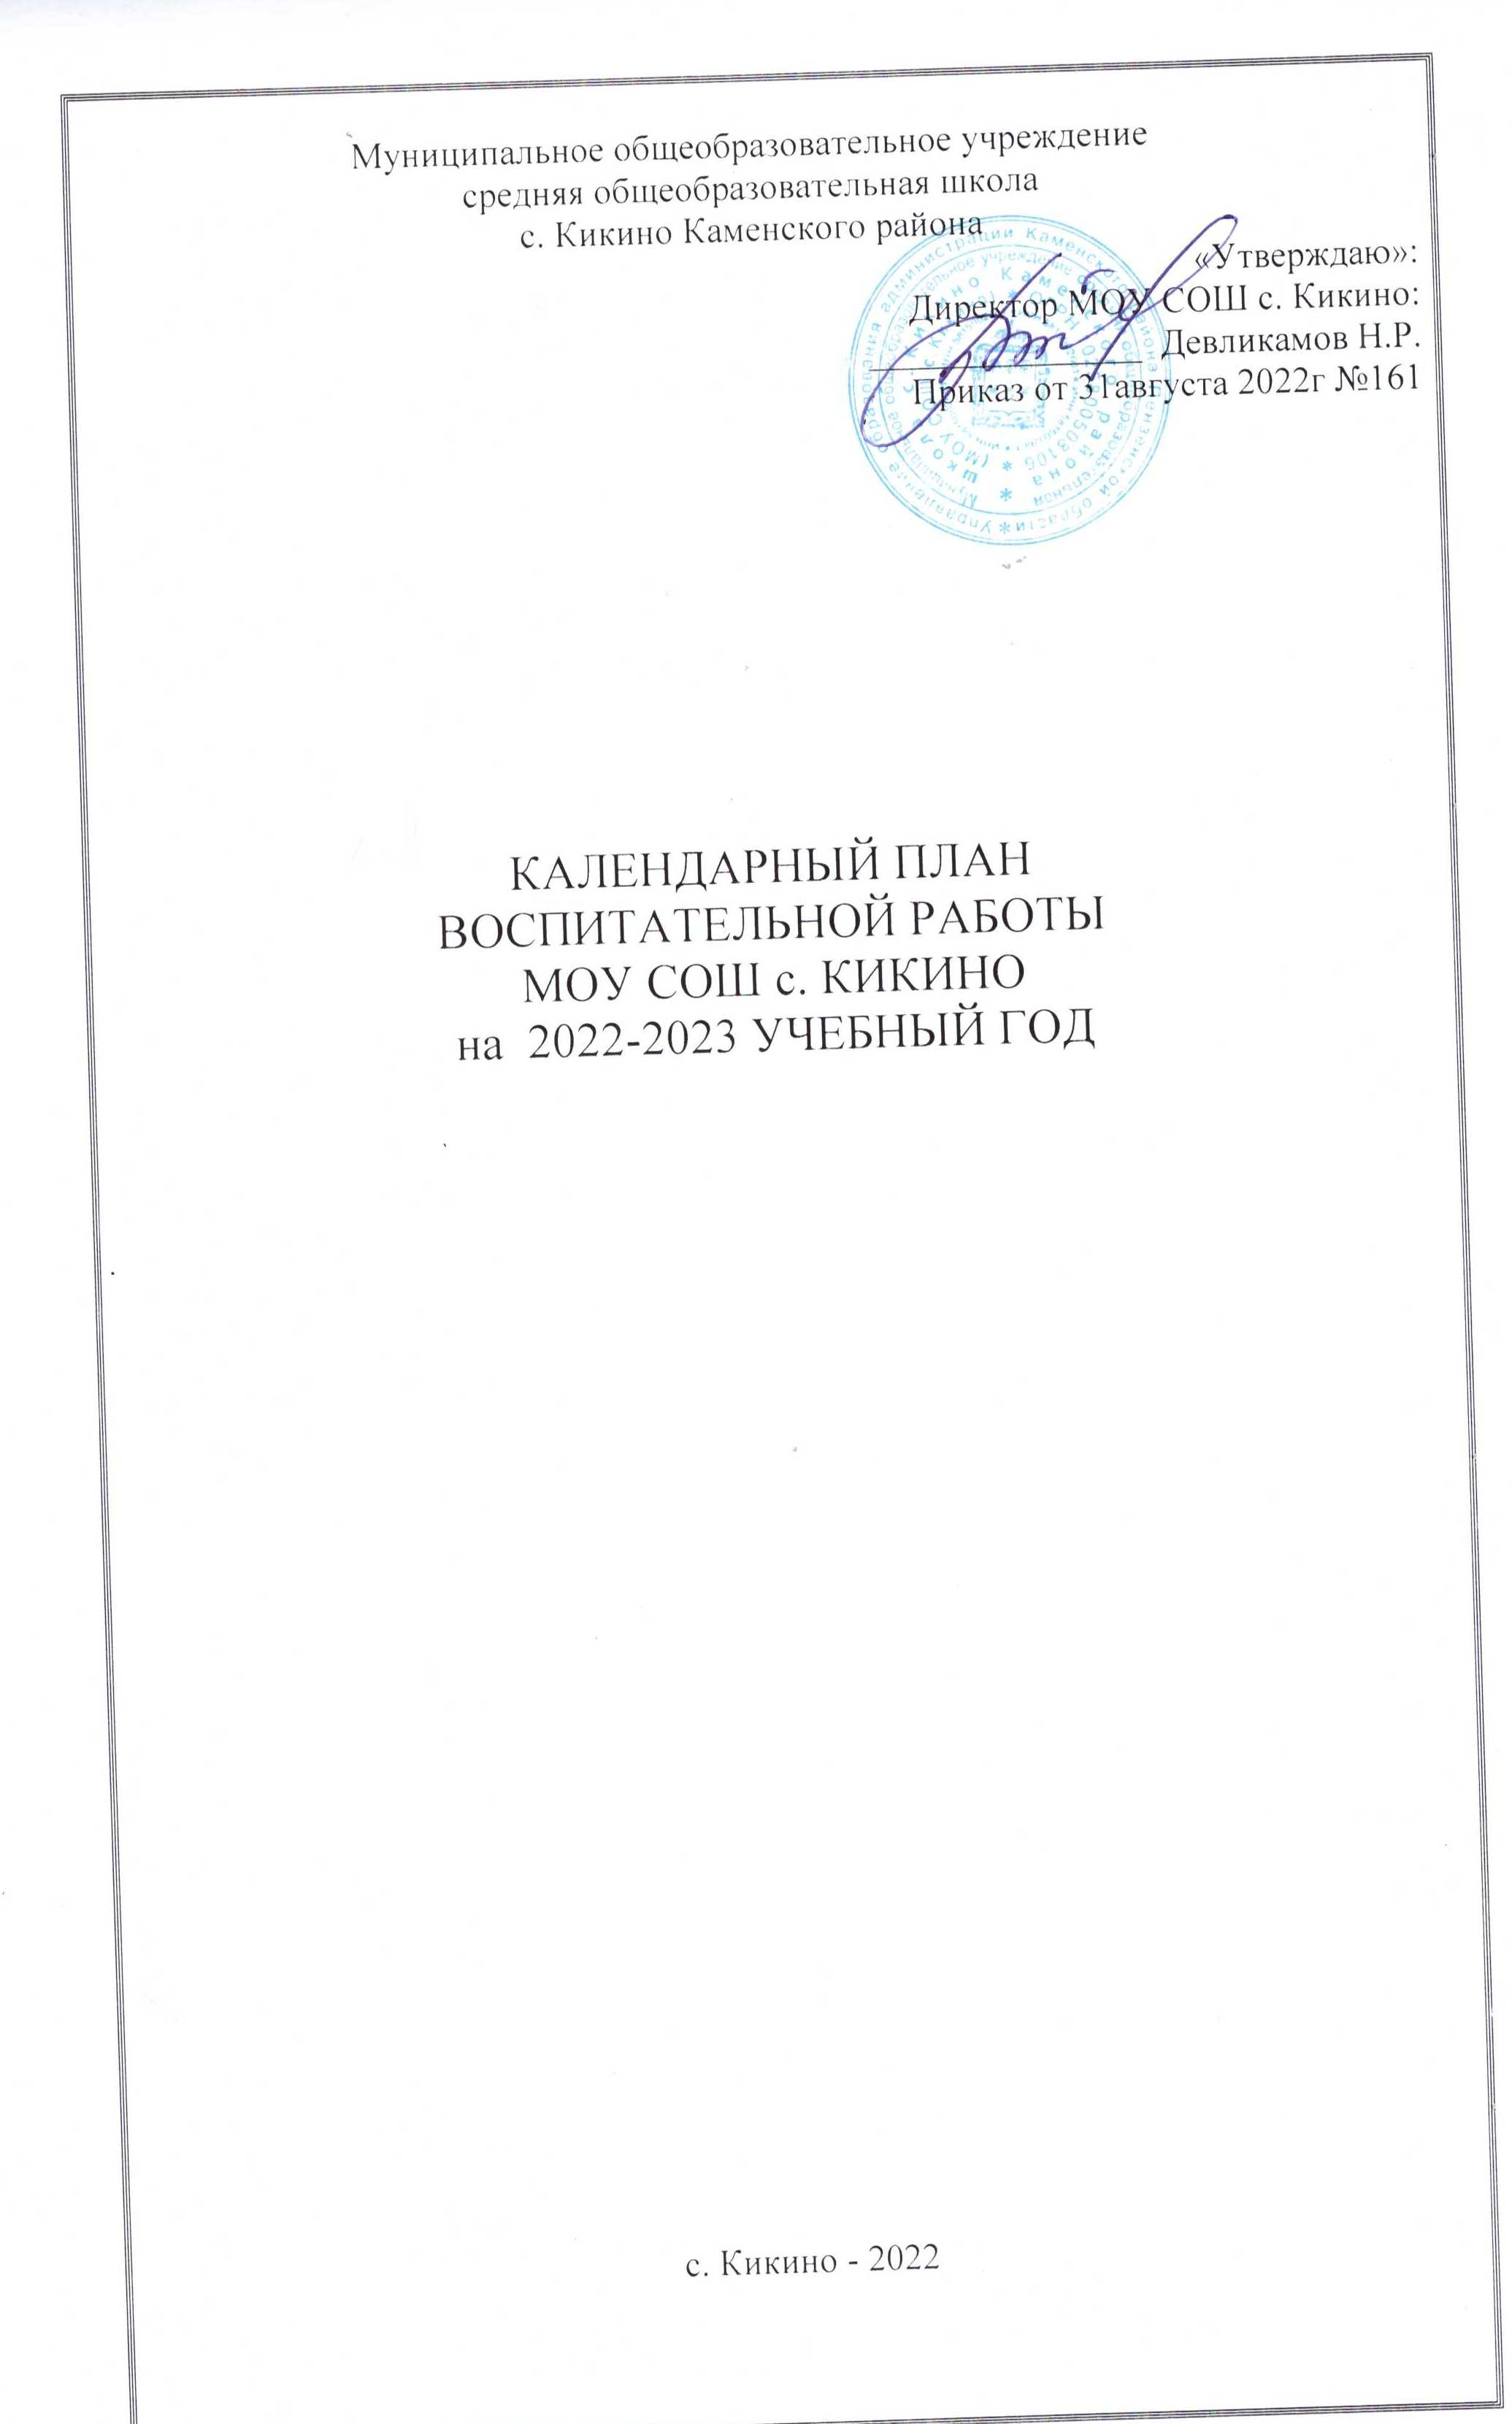 Муниципальное общеобразовательное учреждение
средняя общеобразовательная школа
с. Кикино Каменского района
«Утверждаю»:
Директор МОУ СОШ с. Кикино:
Девликамов Н.Р.
Приказ от 31августа 2022г №161
КАЛЕНДАРНЫЙ ПЛАН
ВОСПИТАТЕЛЬНОЙ РАБОТЫ
МОУ СОШ с. КИКИНО
на 2022-2023 УЧЕБНЫЙ ГОД
с. Кикино - 2022